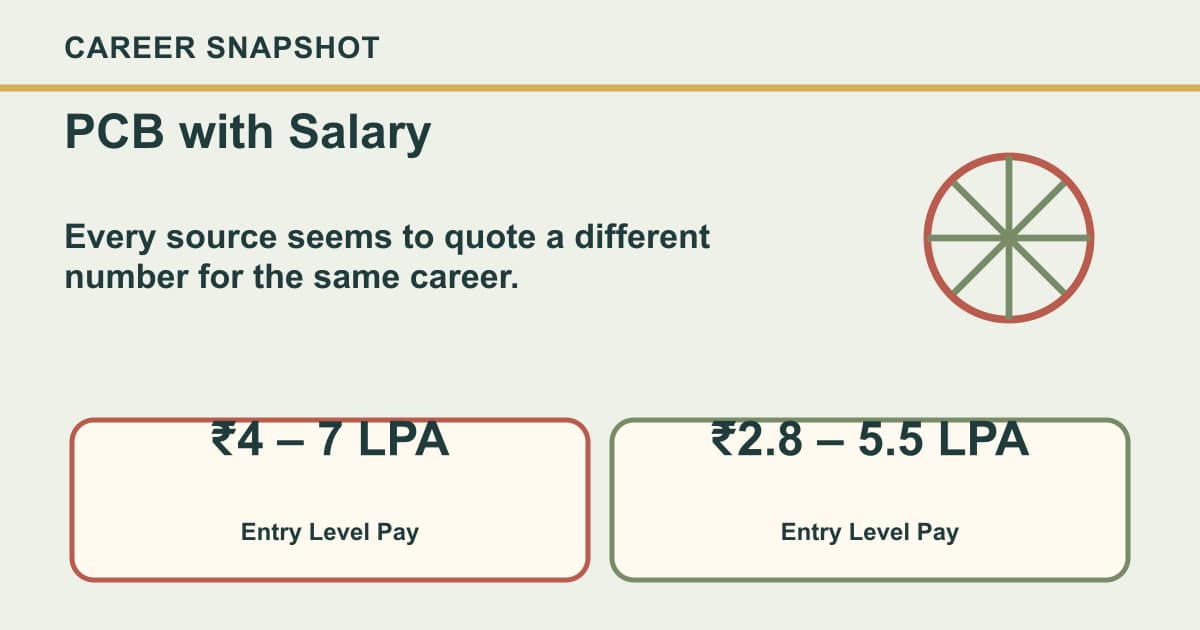 CAREER SNAPSHOT
PCB with Salary
Every source seems to quote a different
number for the same career.
₹4 – 7 LPA
Entry Level Pay
₹2.8 – 5.5 LPA
Entry Level Pay